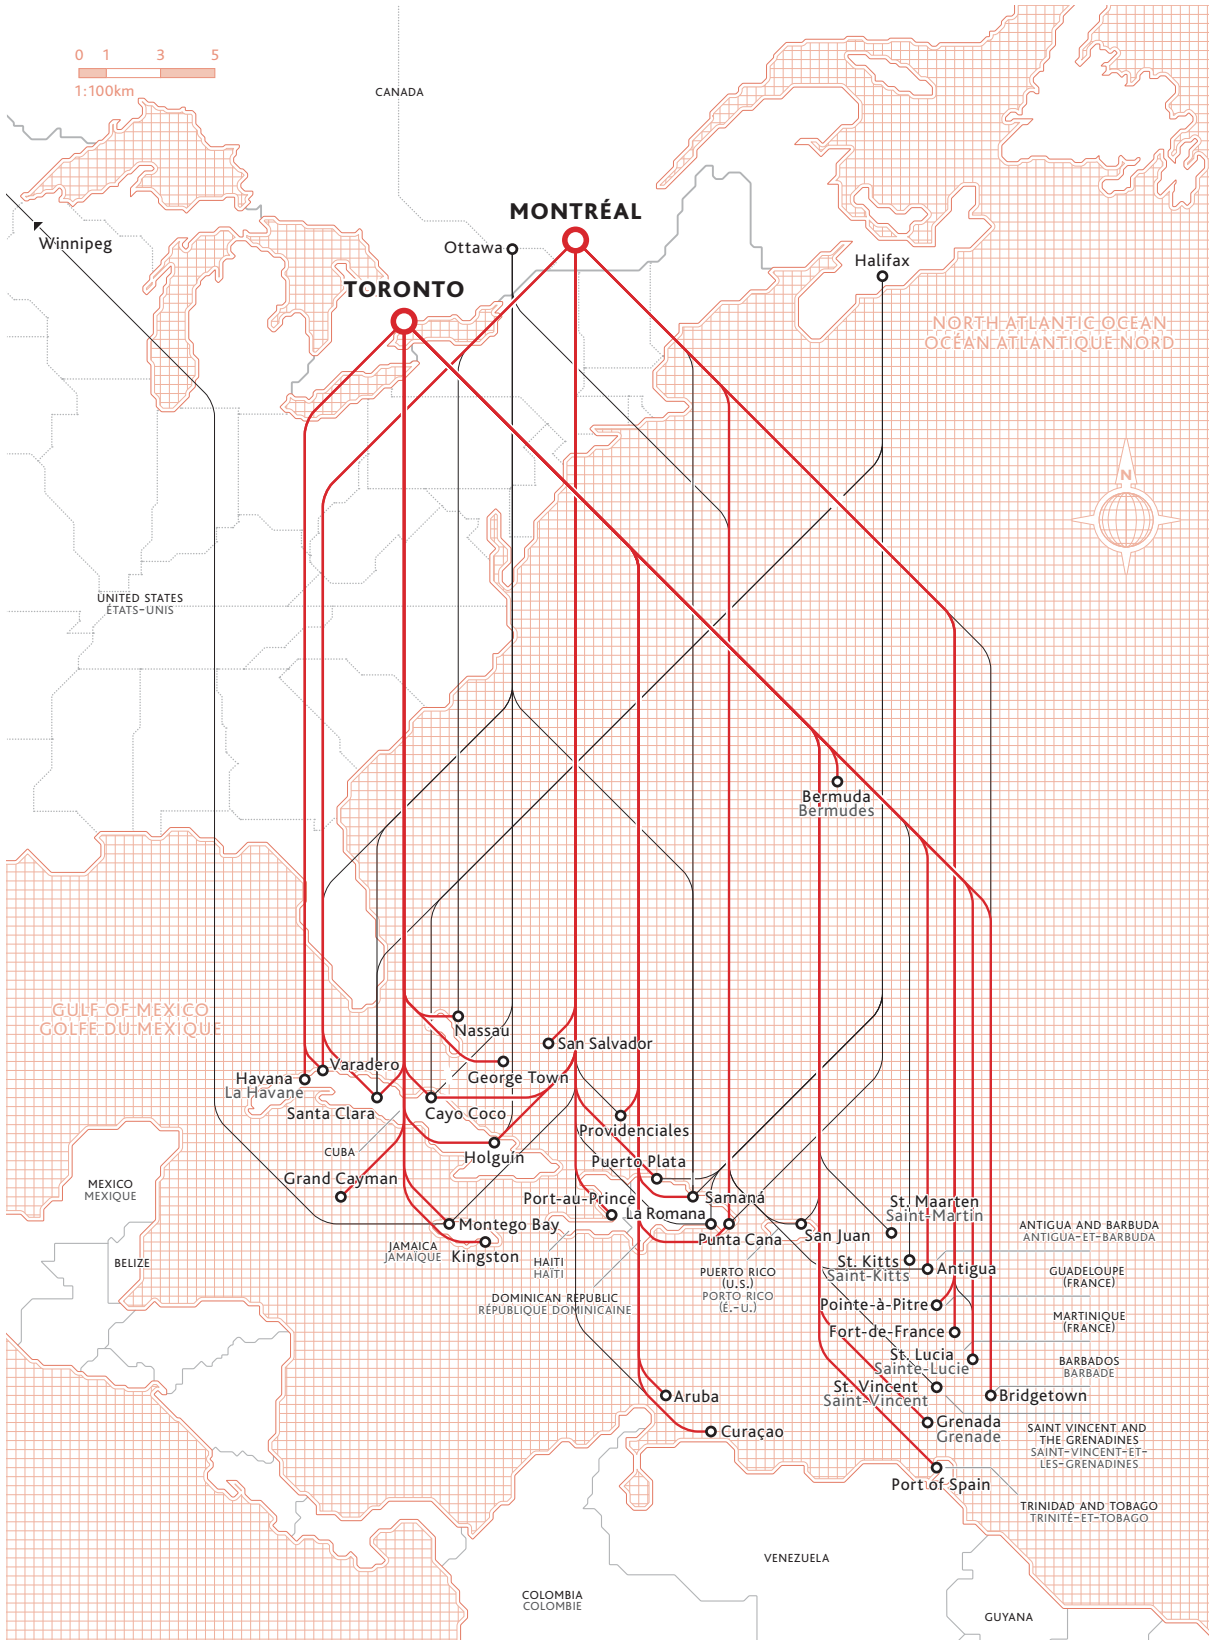 0 1 3 5
1:100km
CANADA
MONTRÉAL
Ottawa
Winnipeg
Halifax
TORONTO
NORTH ATLANTIC OCEAN
OCÉAN ATLANTIQUE NORD
N
UNITED STATES
ÉTATS-UNIS
Bermuda
Bermudes
GULF OF MEXICO
GOLFE DU MEXIQUE
Nassau
San Salvador
Varadero
George Town
Havana
La Havane
Santa Clara
Cayo Coco
Providenciales
CUBA
Holguín
Puerto Plata
Grand Cayman
MEXICO
MEXIQUE
Port-au-Prince
Samaná
La Romana
St. Maarten
Saint-Martin
Montego Bay
Punta Cana
San Juan
ANTIGUA AND BARBUDA
ANTIGUA-ET-BARBUDA
JAMAICA
JAMAÏQUE
Kingston
BELIZE
HAITI
HAÏTI
St. Kitts
Saint-Kitts
Antigua
PUERTO RICO
(U.S.)
PORTO RICO
(É.-U.)
GUADELOUPE
(FRANCE)
DOMINICAN REPUBLIC
RÉPUBLIQUE DOMINICAINE
Pointe-à-Pitre
MARTINIQUE
(FRANCE)
Fort-de-France
St. Lucia
Sainte-Lucie
BARBADOS
BARBADE
St. Vincent
Saint-Vincent
Aruba
Bridgetown
Grenada
Grenade
Curaçao
SAINT VINCENT AND
THE GRENADINES
SAINT-VINCENT-ET-
LES-GRENADINES
Port of Spain
TRINIDAD AND TOBAGO
TRINITÉ-ET-TOBAGO
VENEZUELA
COLOMBIA
COLOMBIE
GUYANA